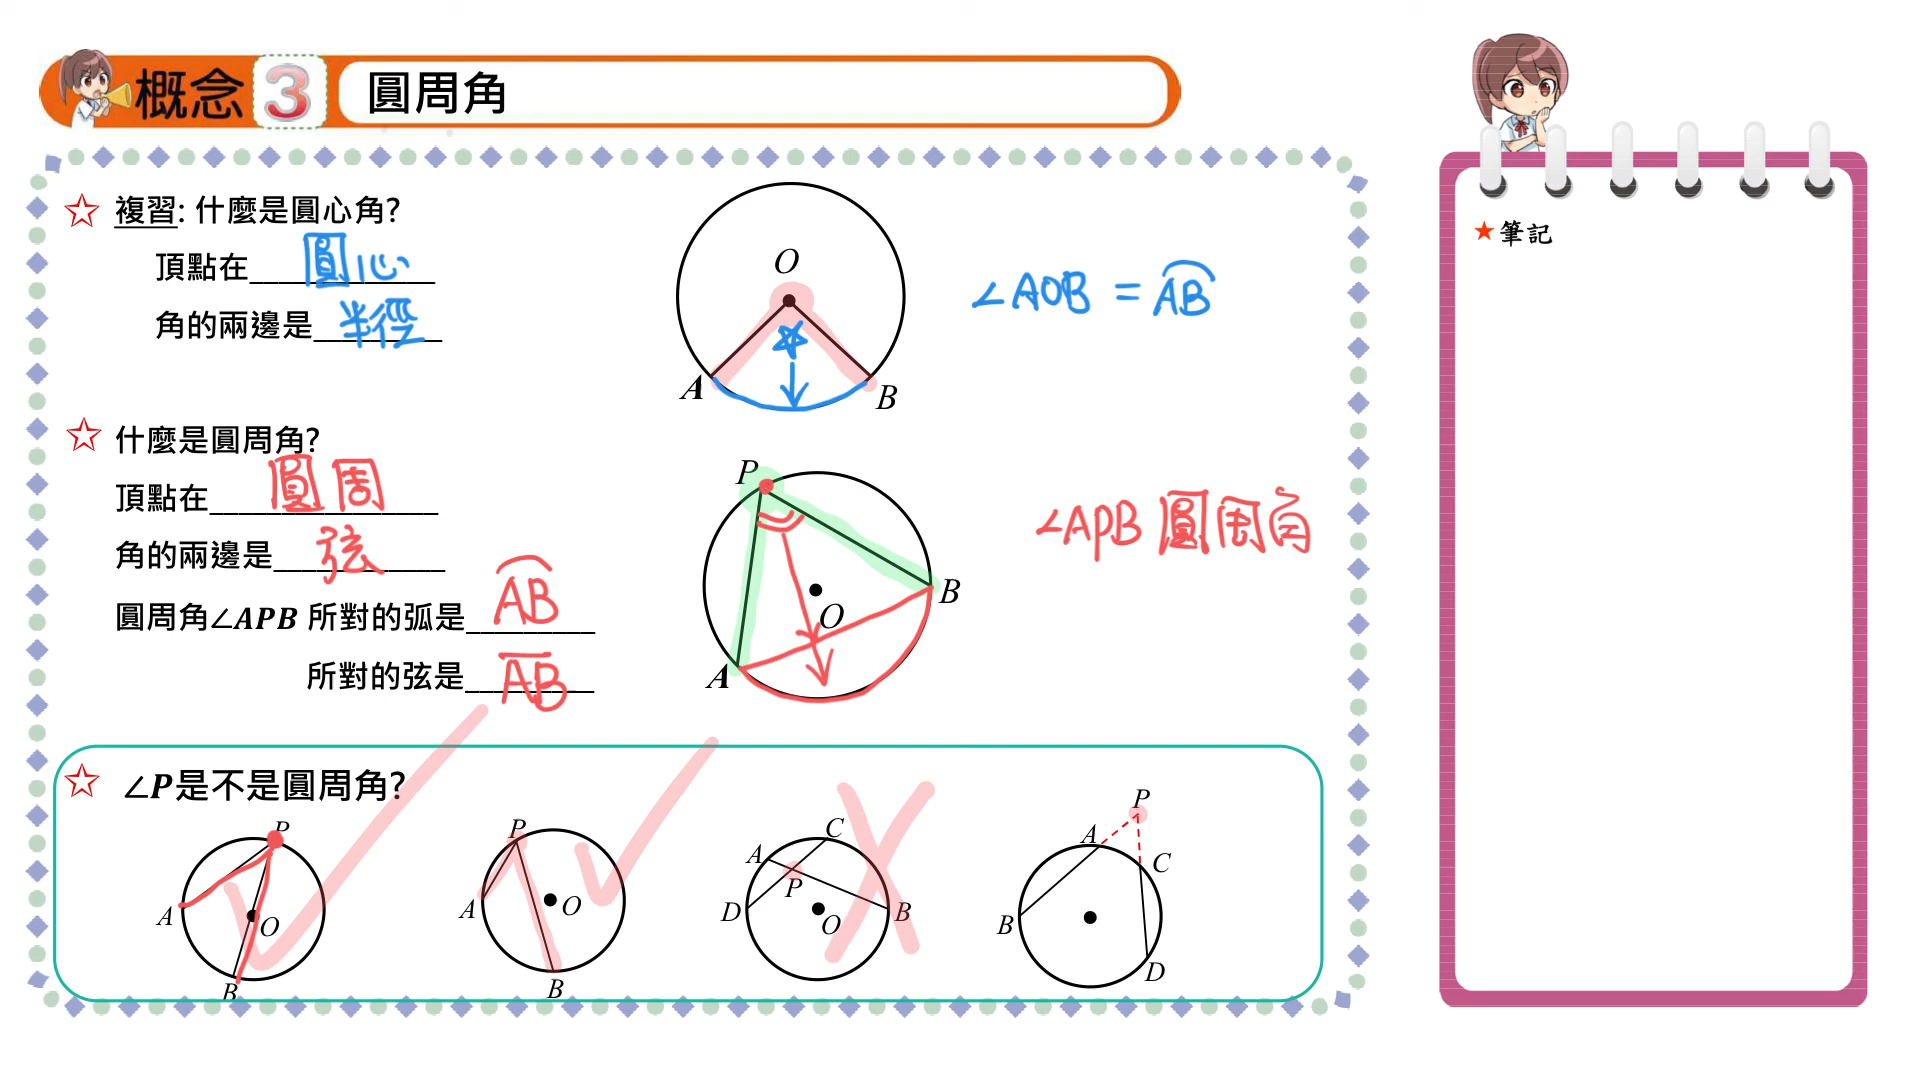 概念 3 圓周角
★筆記
☆ 複習: 什麼是圓心角?
頂點在 圓心
角的兩邊是 半徑
O
A
B
∠AOB = AB
☆ 什麼是圓周角?
頂點在 圓周
角的兩邊是 弦
圓周角∠APB 所對的弧是 AB
所對的弦是 AB
P
O
B
A
∠APB 圓周角
☆ ∠P是不是圓周角?
P
A
O
B
P
A
O
B
C
A
P
D
O
B
P
A
C
B
D